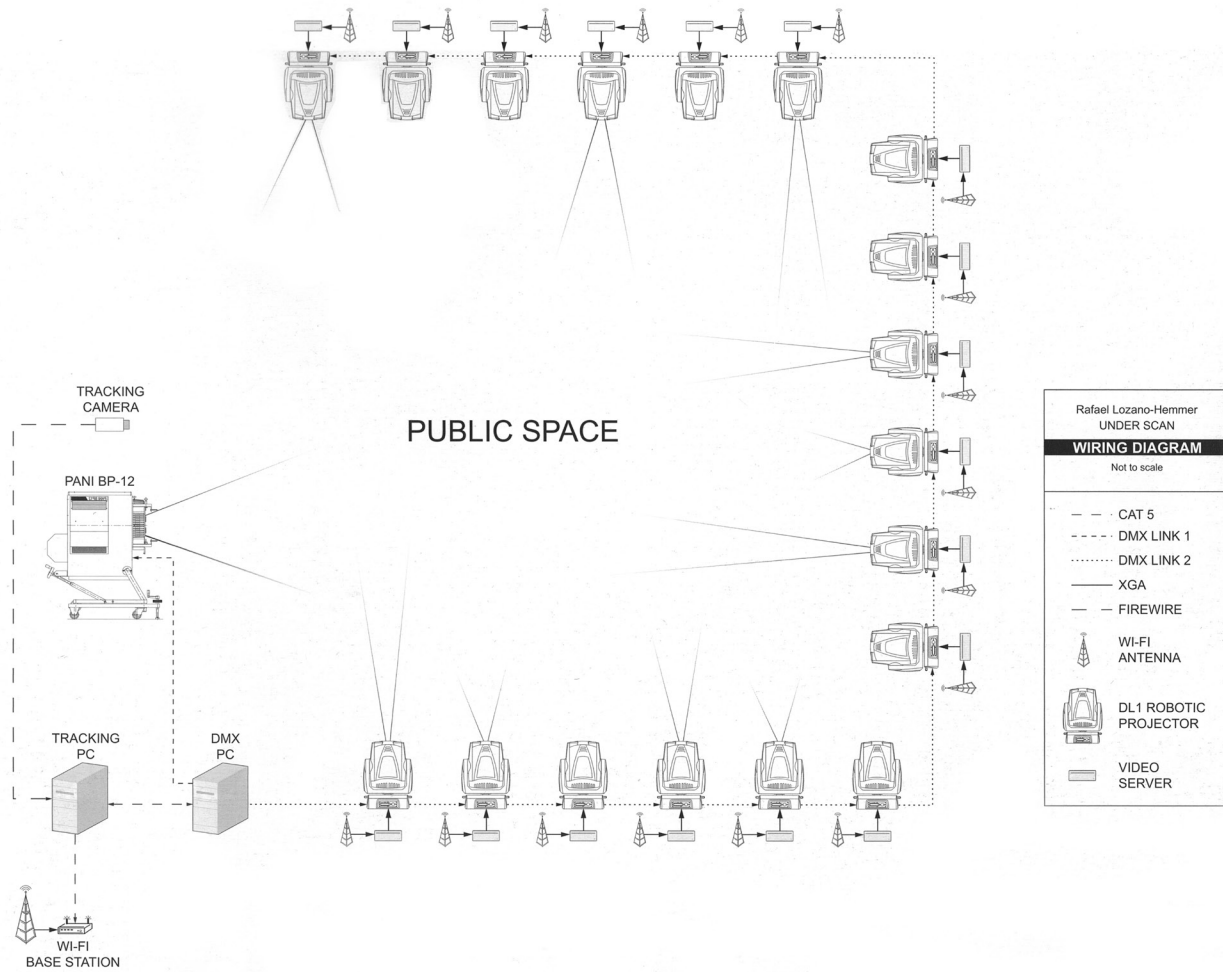 TRACKING
CAMERA
PUBLIC SPACE
PANI BP-12
TRACKING
PC
DMX
PC
WI-FI
BASE STATION
Rafael Lozano-Hemmer
UNDER SCAN
WIRING DIAGRAM
Not to scale
CAT 5
DMX LINK 1
DMX LINK 2
XGA
FIREWIRE
WI-FI
ANTENNA
DL1 ROBOTIC
PROJECTOR
VIDEO
SERVER